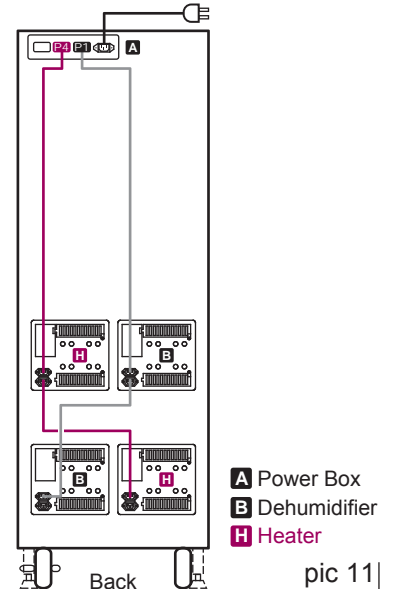 P4 P1 A
H B
B H
A Power Box
B Dehumidifier
H Heater
Back
pic 11|